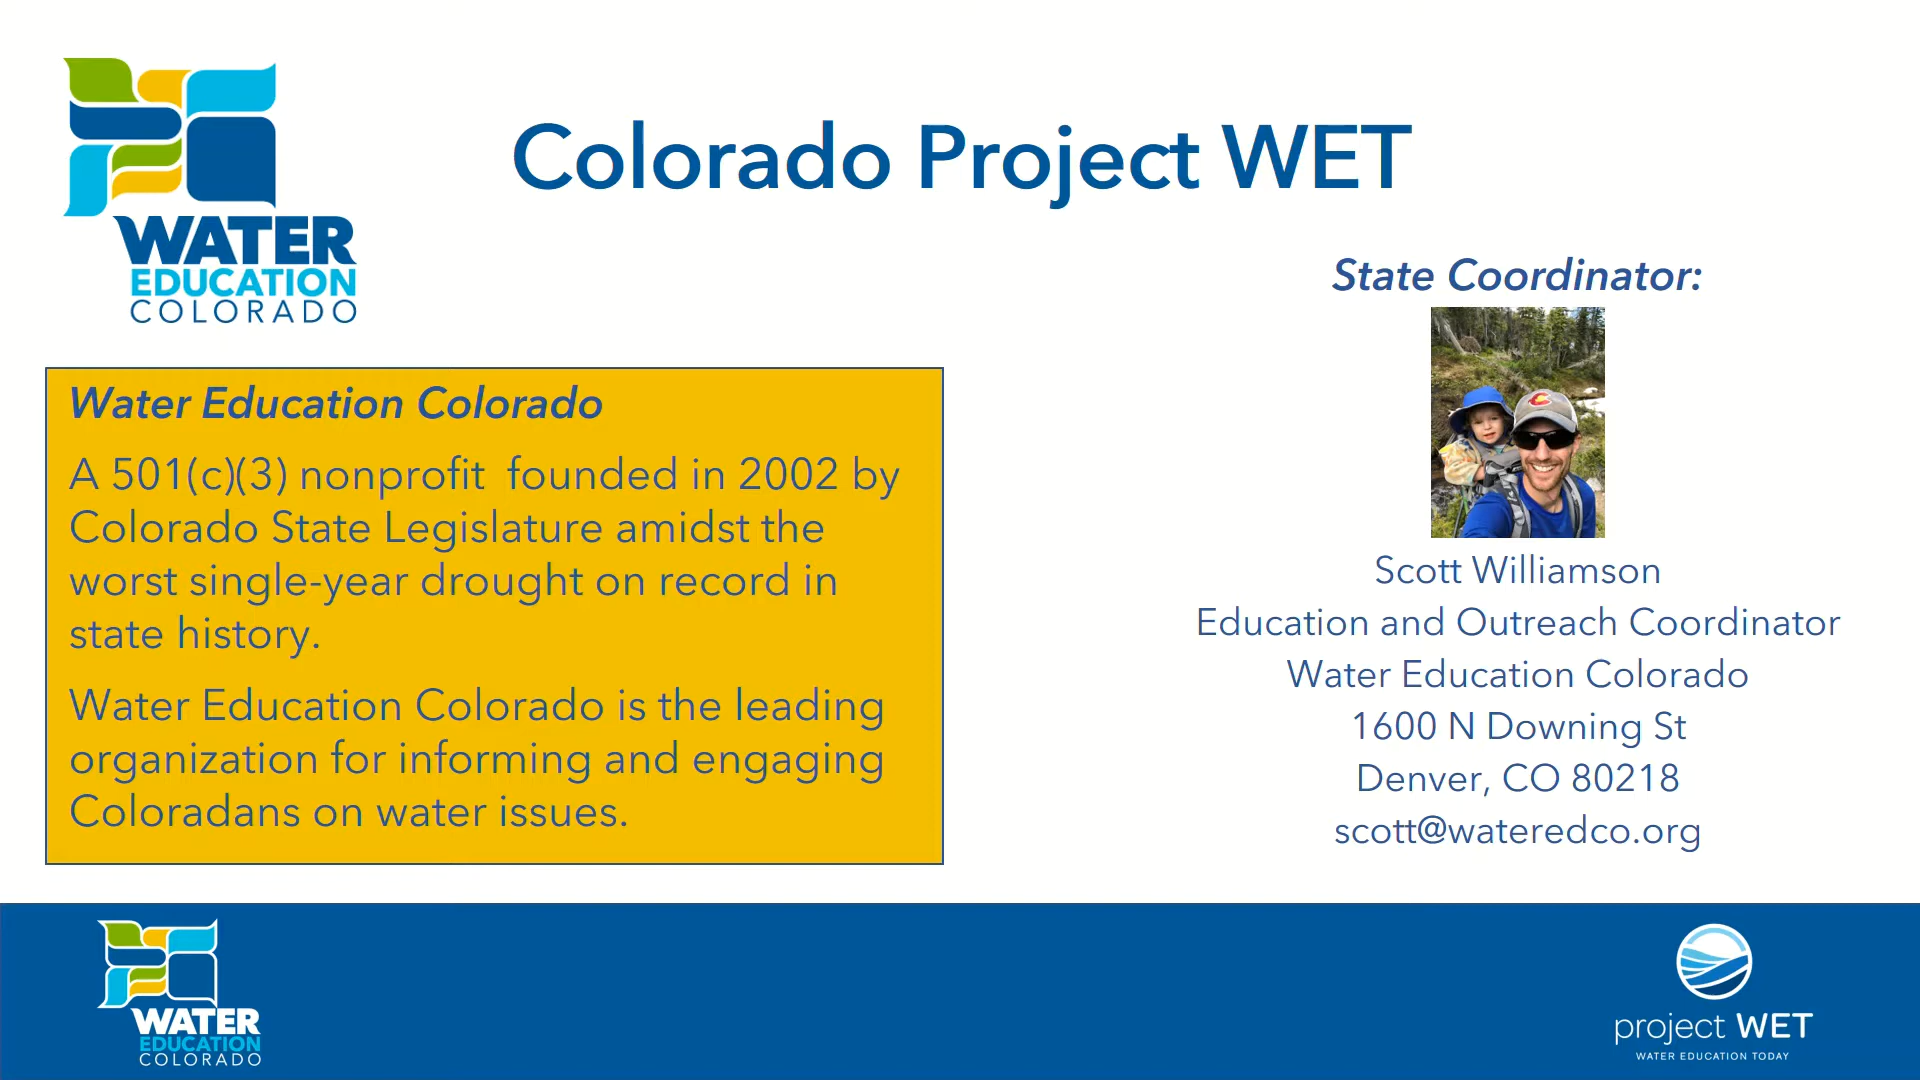 WATER
EDUCATION
COLORADO
Colorado Project WET
Water Education Colorado
A 501(c)(3) nonprofit  founded in 2002 by
Colorado State Legislature amidst the
worst single-year drought on record in
state history.
Water Education Colorado is the leading
organization for informing and engaging
Coloradans on water issues.
State Coordinator:
Scott Williamson
Education and Outreach Coordinator
Water Education Colorado
1600 N Downing St
Denver, CO 80218
scott@wateredco.org
WATER
EDUCATION
COLORADO
project WET
WATER EDUCATION TODAY